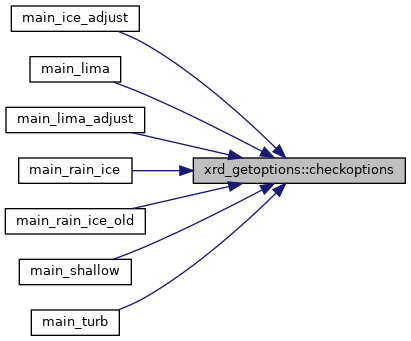 main_ice_adjust
main_lima
main_lima_adjust
main_rain_ice
xrd_getoptions::checkoptions
main_rain_ice_old
main_shallow
main_turb